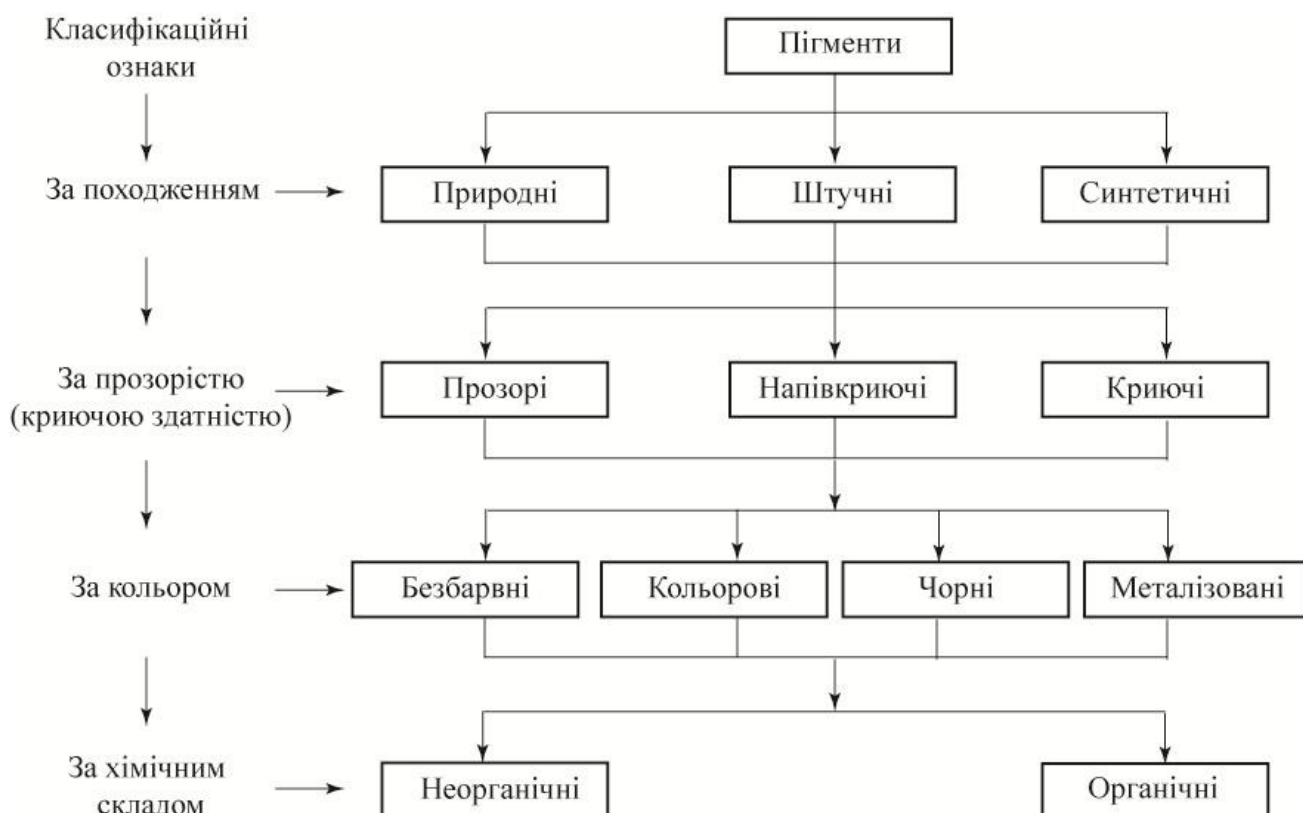 Класифікаційні
ознаки
Пігменти
За походженням
Природні
Штучні
Синтетичні
За прозорістю
(криючою здатністю)
Прозорі
Напівкриючі
Криючі
За кольором
Безбарвні
Кольорові
Чорні
Металізовані
За хімічним
складом
Неорганічні
Органічні